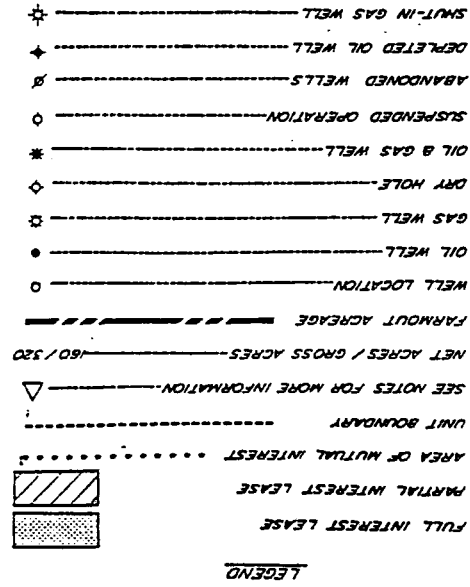 LEGEND
FULL INTEREST LEASE
PARTIAL INTEREST LEASE
AREA OF MUTUAL INTEREST
UNIT BOUNDARY
SEE NOTES FOR MORE INFORMATION
NET ACRES / GROSS ACRES 160 / 320
FARMOUT ACREAGE
WELL LOCATION
OIL WELL
GAS WELL
DRY HOLE
OIL & GAS WELL
SUSPENDED OPERATION
ABANDONED WELLS
DEPLETED OIL WELL
SHUT-IN GAS WELL